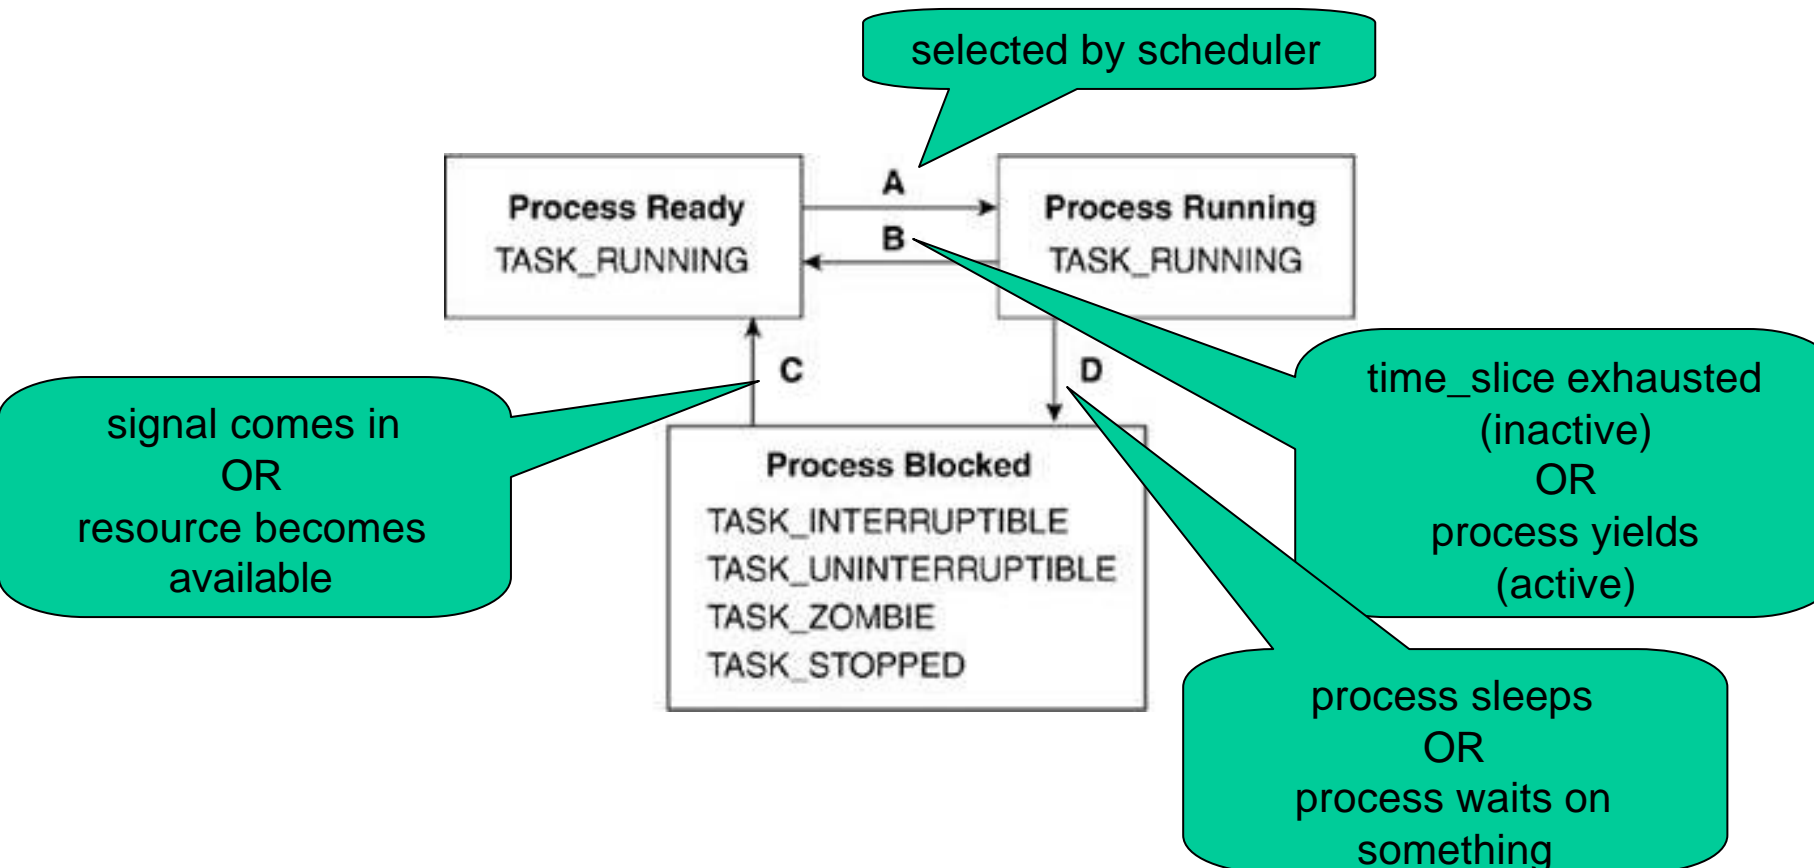 selected by scheduler
Process Ready
TASK_RUNNING
A
B
Process Running
TASK_RUNNING
C
D
signal comes in
OR
resource becomes
available
time_slice exhausted
(inactive)
OR
process yields
(active)
Process Blocked
TASK_INTERRUPTIBLE
TASK_UNINTERRUPTIBLE
TASK_ZOMBIE
TASK_STOPPED
process sleeps
OR
process waits on
something